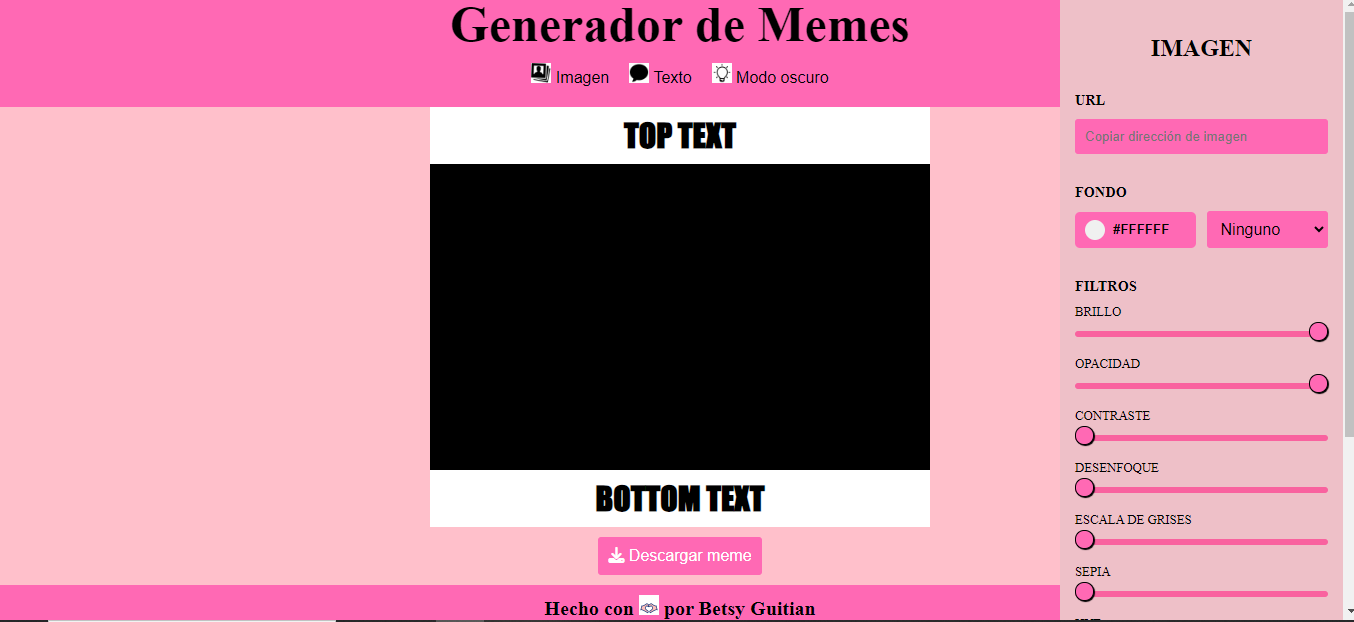 Generador de Memes
Imagen Texto Modo oscuro
TOP TEXT
BOTTOM TEXT
Descargar meme
Hecho con por Betsy Guitian
IMAGEN
URL
Copiar dirección de imagen
FONDO
#FFFFFF Ninguno
FILTROS
BRILLO
OPACIDAD
CONTRASTE
DESENFOQUE
ESCALA DE GRISES
SEPIA